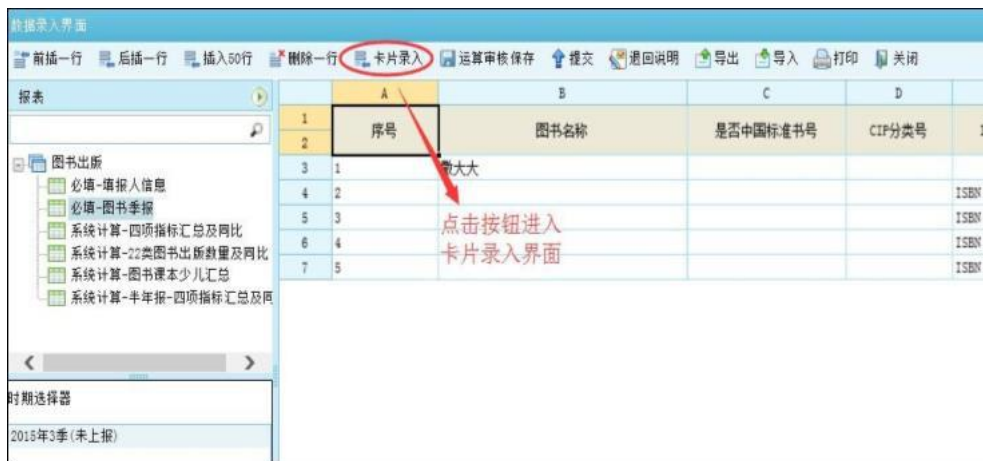 数据录入界面
前插一行 后插一行 插入50行 删除一行 卡片录入 运算审核保存 提交 退回说明 导出 导入 打印 关闭
报表
A B C D
1 序号 图书名称 是否中国标准书号 CIP分类号
2
图书出版
必填-填报人信息
必填-图书季报
系统计算-四项指标汇总及同比
系统计算-22类图书出版数量及同比
系统计算-图书课本少儿汇总
系统计算-半年报-四项指标汇总及同
3 1 大大
4 2 ISBN
5 3 ISBN
6 4 ISBN
7 5 ISBN
点击按钮进入
卡片录入界面
时期选择器
2015年3季(未上报)